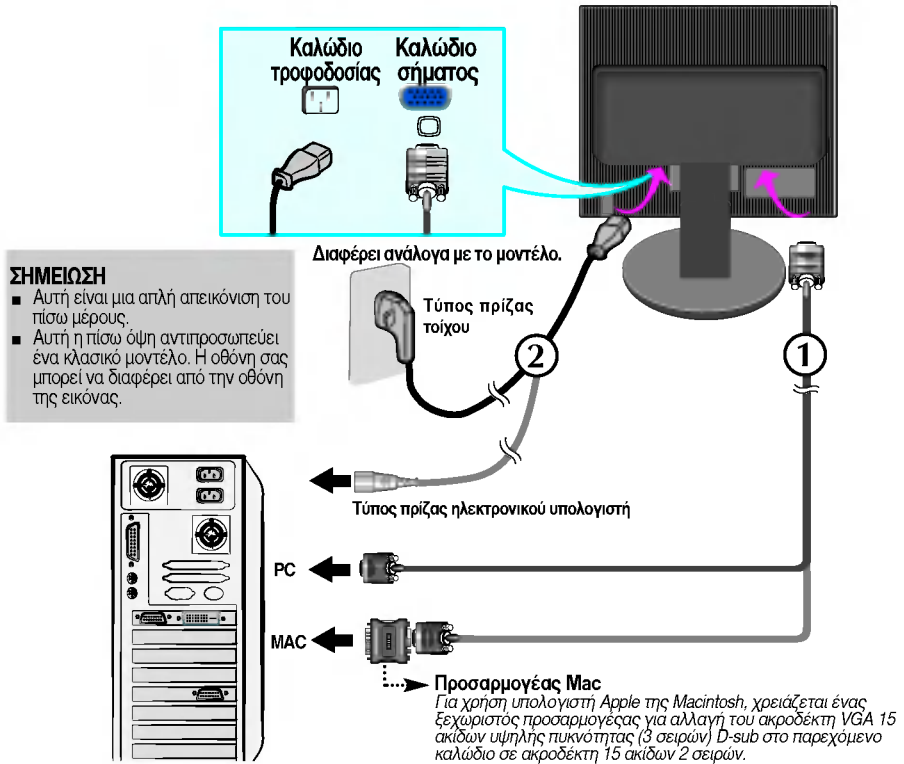 Καλώδιο τροφοδοσίας
Καλώδιο σήματος
Διαφέρει ανάλογα με το μοντέλο.
ΣΗΜΕΙΩΣΗ
■ Αυτή είναι μια απλή απεικόνιση του
πίσω μέρους.
■ Αυτή η πίσω όψη αντιπροσωπεύει
ένα κλασικό μοντέλο. Η οθόνη σας
μπορεί να διαφέρει από την οθόνη
της εικόνας.
Τύπος πρίζας
τοίχου
2
1
Τύπος πρίζας ηλεκτρονικού υπολογιστή
PC
MAC
Προσαρμογέας Mac
Για χρήση υπολογιστή Apple της Macintosh, χρειάζεται ένας
ξεχωριστός προσαρμογέςας για αλλαγή του ακροδέκτη VGA 15
ακίδων υψηλής πυκνότητας (3 σειρών) D-sub στο παρεχόμενο
καλώδιο σε ακροδέκτη 15 ακίδων 2 σειρών.